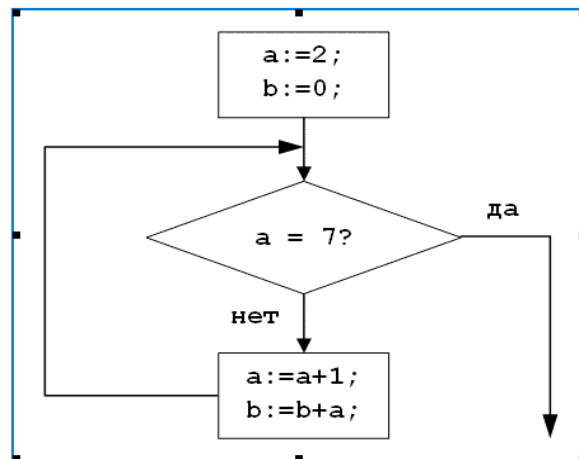 a:=2;
b:=0;
a = 7?
да
нет
a:=a+1;
b:=b+a;